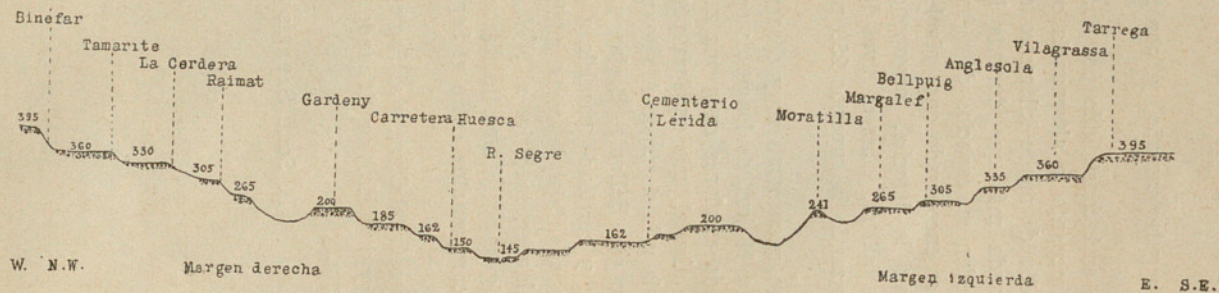 Binefar
Tamarite
La Cordera
Raimat
Gardeny
Carretera Huesca
R. Segre
Cementerio
Lérida
Moratilla
Margalef
Bellpuig
Anglesola
Vilagrassa
Tarrega
395
360
330
305
265
200
185
162
150
145
162
200
241
265
305
335
360
395
W. N.W.
Margen derecha
Margen izquierda
E. S.E.